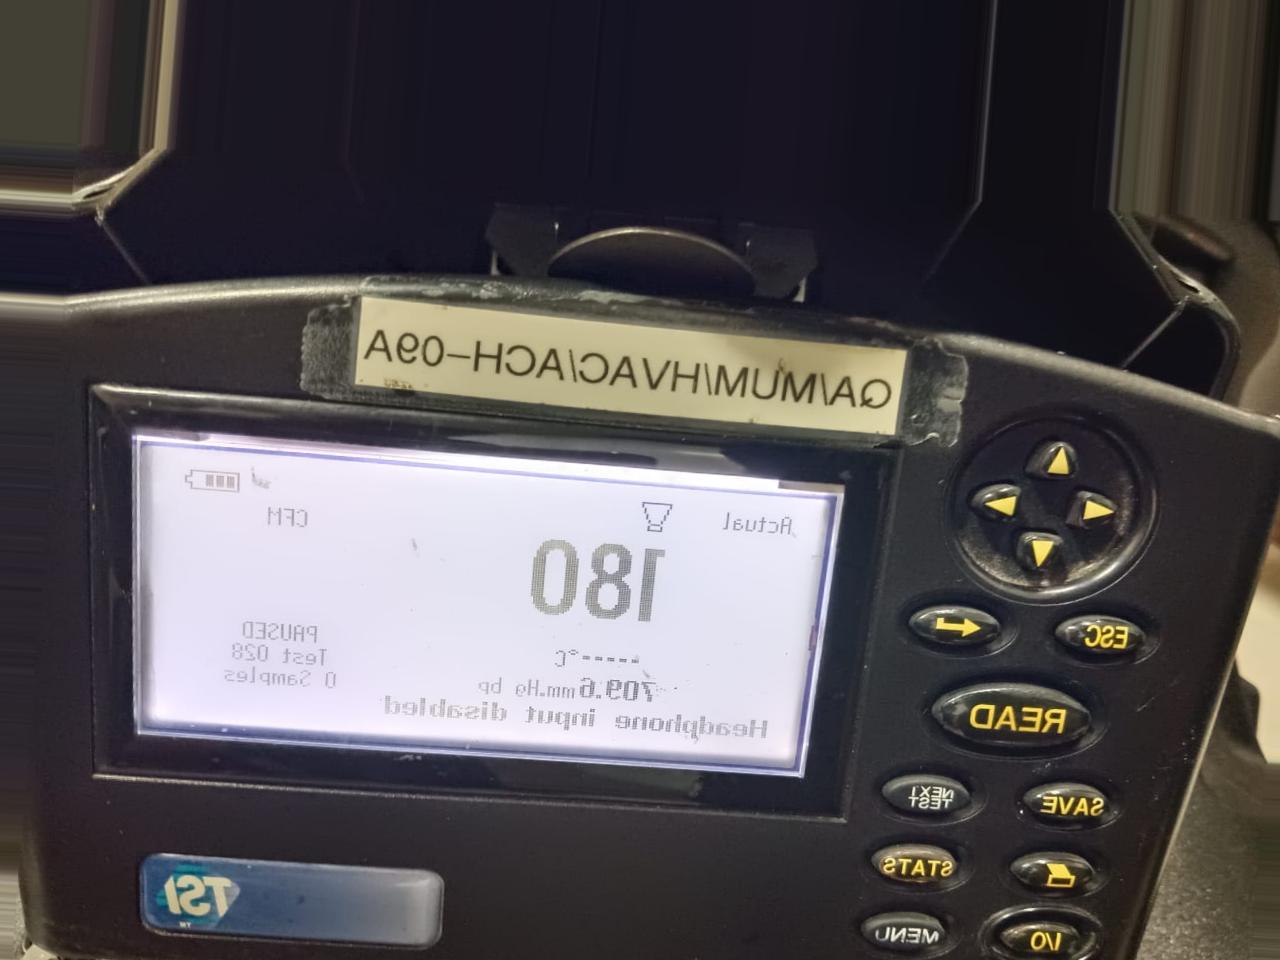 QA/MUM/HVAC/ACH-09A
Actual CFM
180
-----°C
PAUSED
Test 028
0 Samples
709.6 mm.Hg bp
Headphone input disabled
ESC
READ
SAVE
NEXT
TEST
STATS
I/O
MENU
TSI